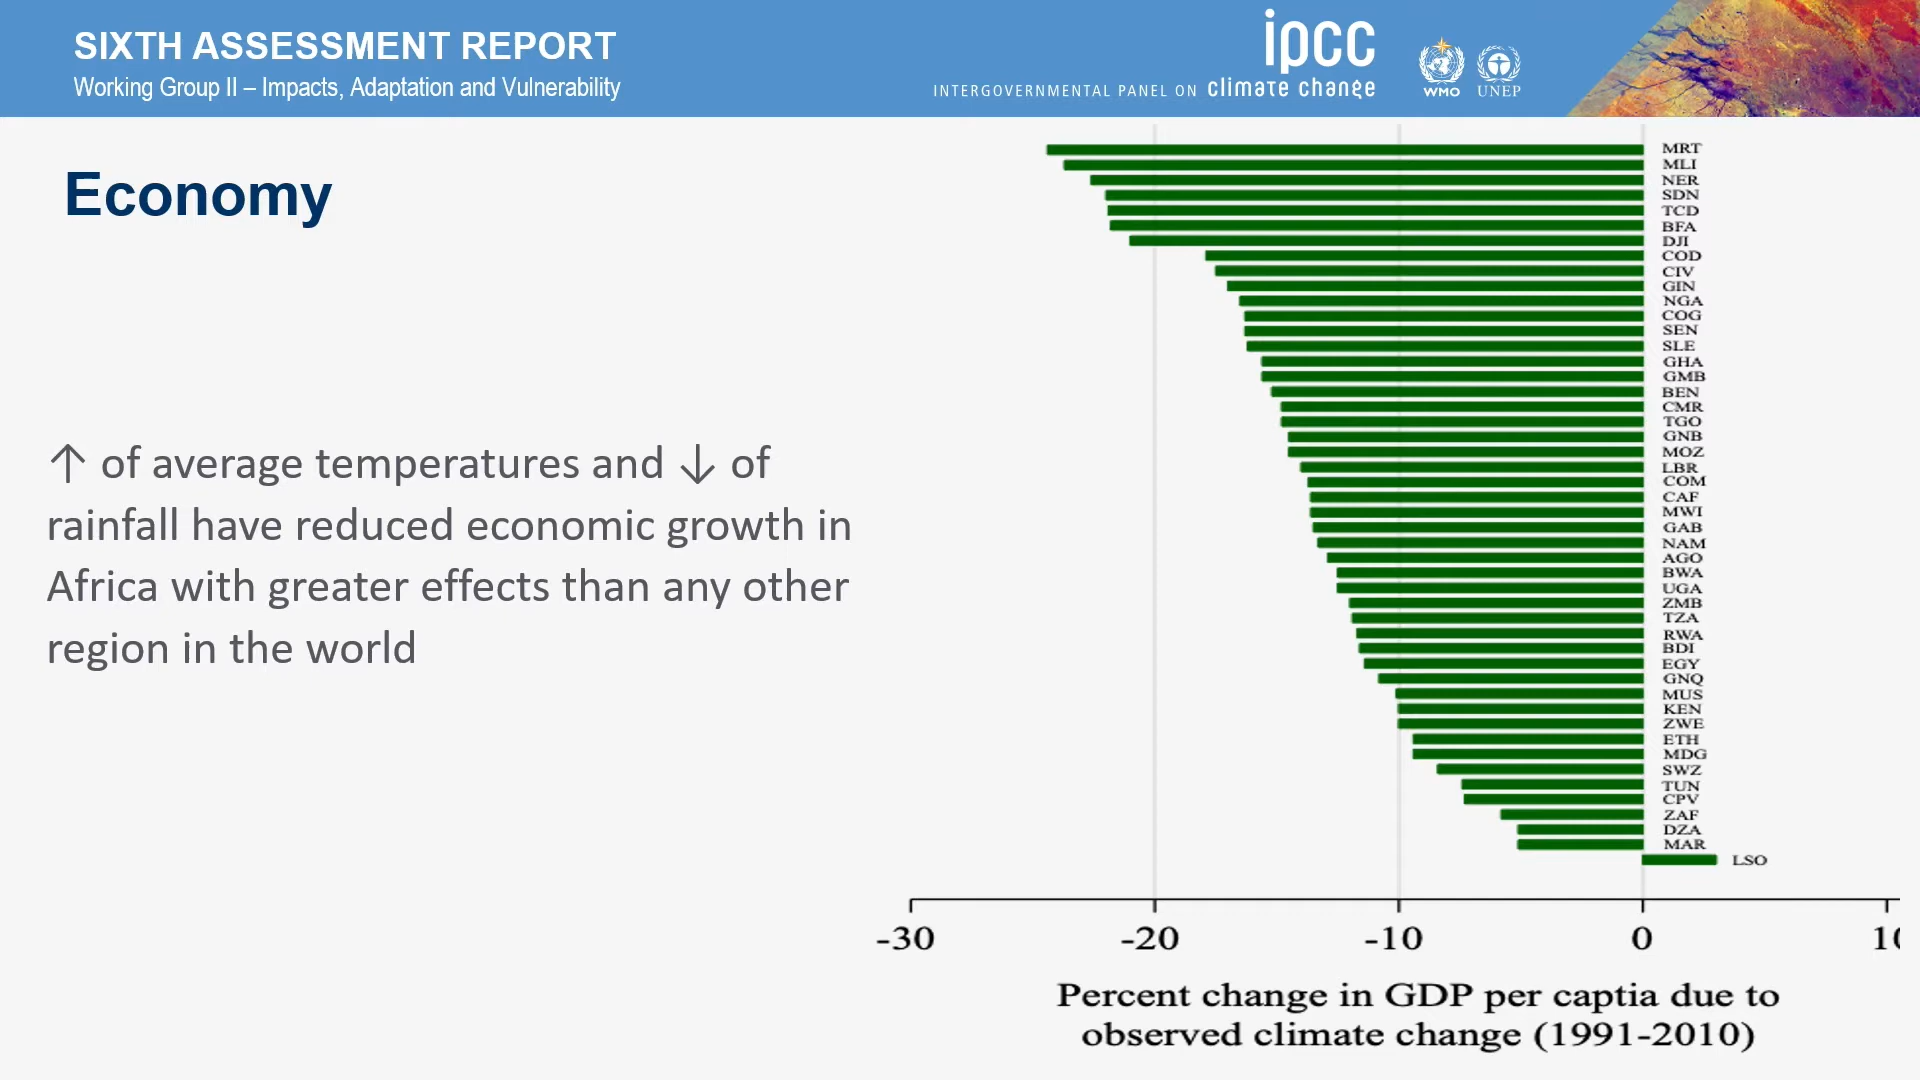 SIXTH ASSESSMENT REPORT
Working Group II – Impacts, Adaptation and Vulnerability
ipcc
INTERGOVERNMENTAL PANEL ON climate change
WMO
UNEP
Economy
↑ of average temperatures and ↓ of
rainfall have reduced economic growth in
Africa with greater effects than any other
region in the world
MRT
MLI
NER
SDN
TCD
BFA
DJI
COD
CIV
GIN
NGA
COG
SEN
SLE
GHA
GMB
BEN
CMR
TGO
GNB
MOZ
LBR
COM
CAF
MWI
GAB
NAM
AGO
BWA
UGA
ZMB
TZA
RWA
BDI
EGY
GNQ
MUS
KEN
ZWE
ETH
MDG
SWZ
TUN
CPV
ZAF
DZA
MAR
LSO
-30 -20 -10 0 10
Percent change in GDP per captia due to
observed climate change (1991-2010)